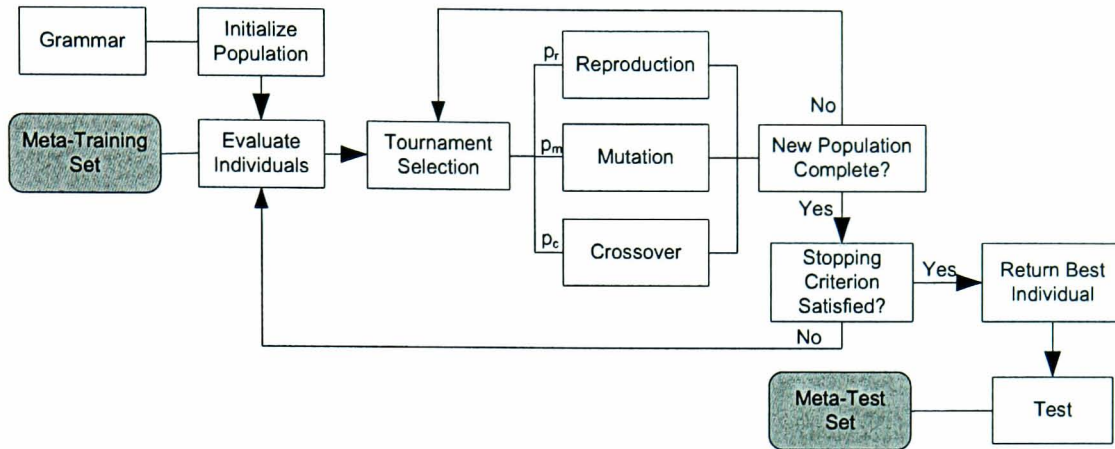 Grammar
Initialize
Population
Meta-Training
Set
Evaluate
Individuals
Tournament
Selection
pr
Reproduction
pm
Mutation
pc
Crossover
No
New Population
Complete?
Yes
Stopping
Criterion
Satisfied?
Yes
Return Best
Individual
No
Meta-Test
Set
Test